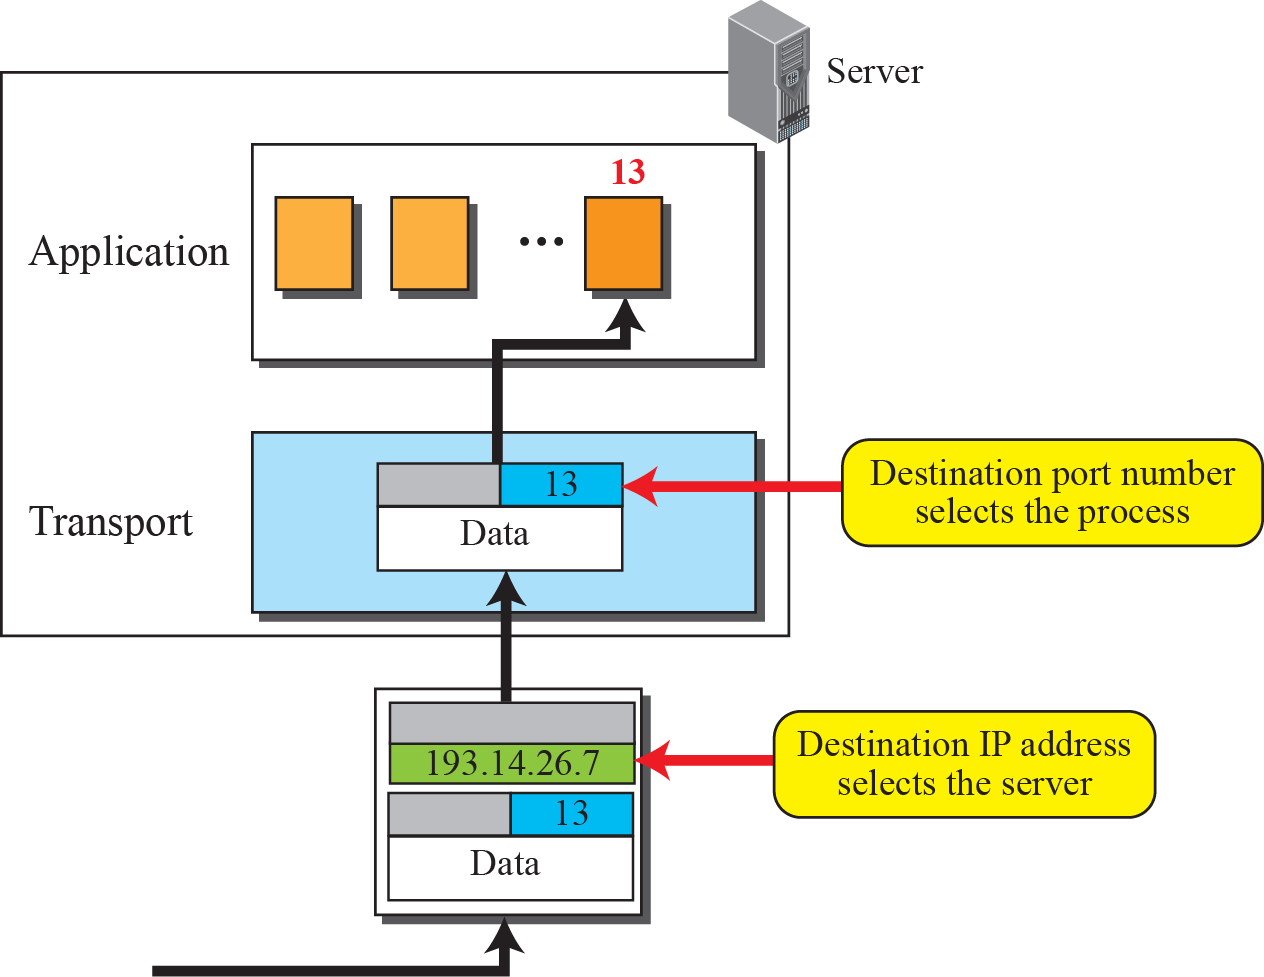 Server
13
Application
...
13
Data
Transport
Destination port number
selects the process
193.14.26.7
13
Data
Destination IP address
selects the server